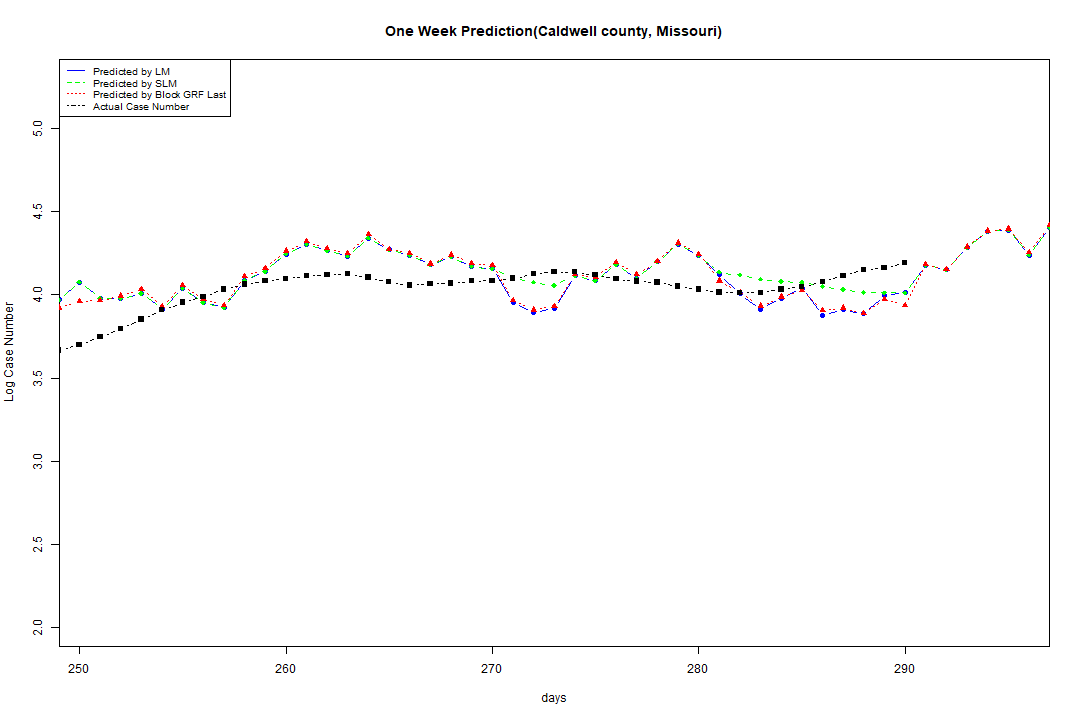 One Week Prediction(Caldwell county, Missouri)
Predicted by LM
Predicted by SLM
Predicted by Block GRF Last
Actual Case Number
5.0
4.5
4.0
3.5
3.0
2.5
2.0
Log Case Number
250 260 270 280 290
days